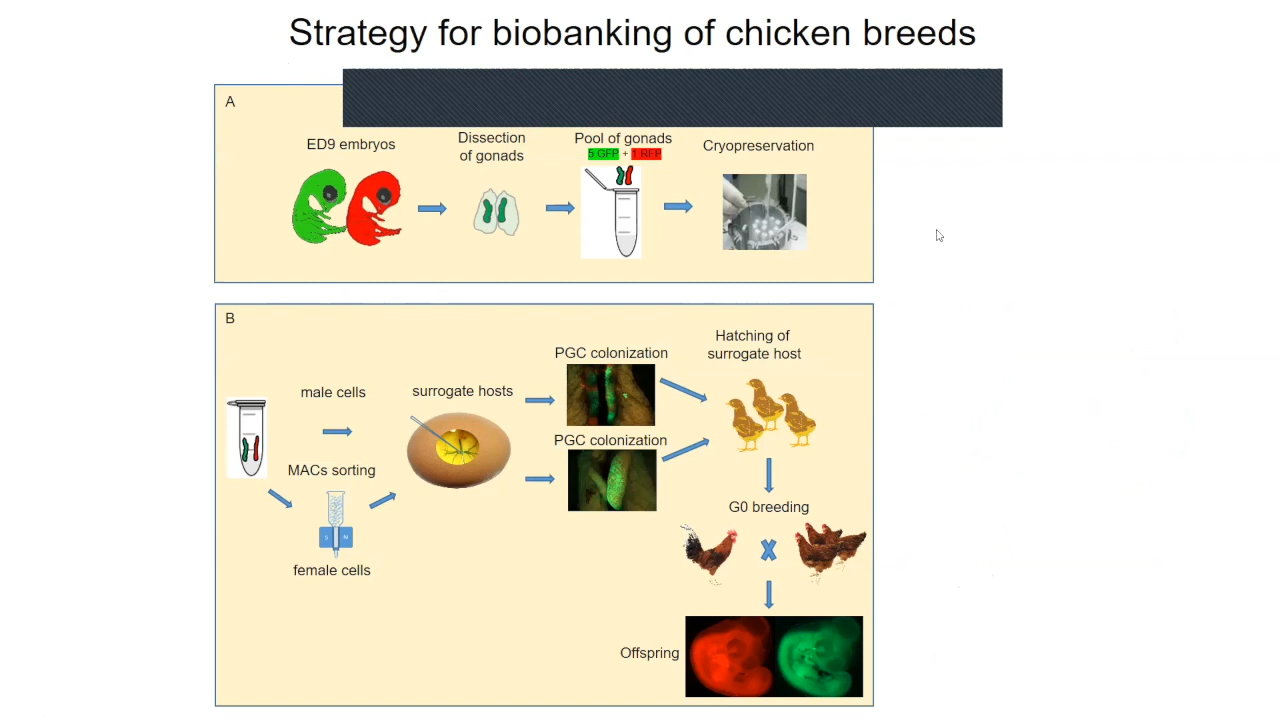 Strategy for biobanking of chicken breeds
A
ED9 embryos
Dissection
of gonads
Pool of gonads
5 GFP + 1 RFP
Cryopreservation
B
male cells
MACs sorting
S N
female cells
surrogate hosts
PGC colonization
PGC colonization
Hatching of
surrogate host
G0 breeding
Offspring